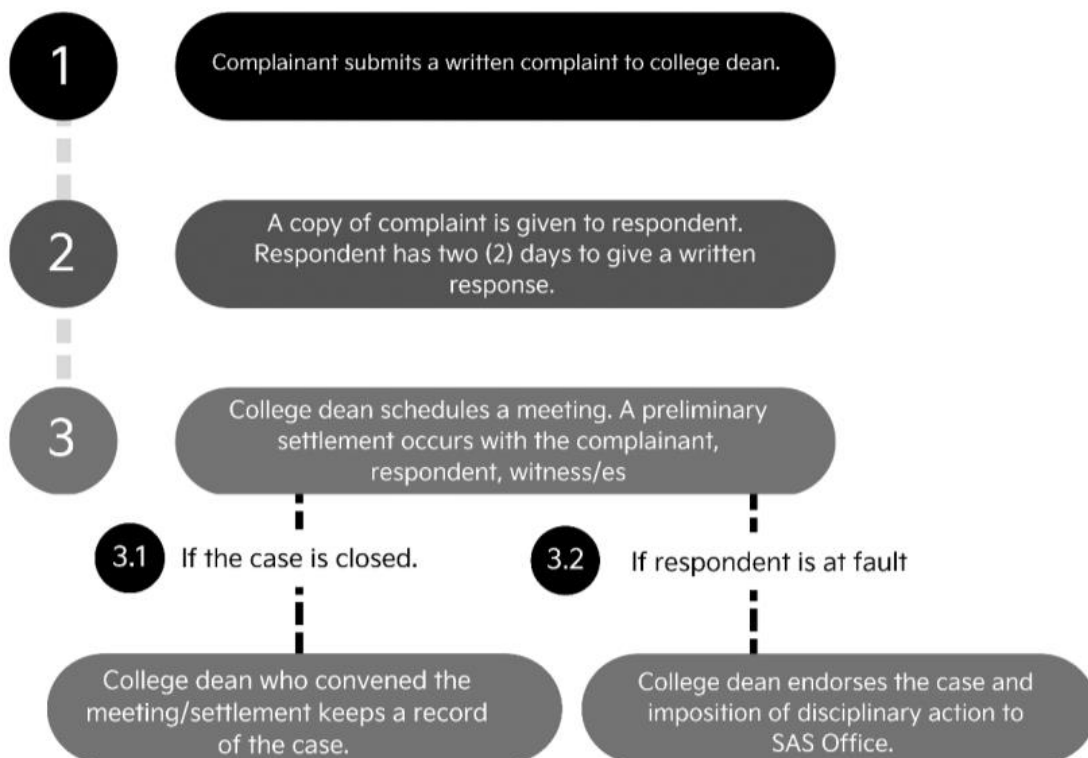 1
Complainant submits a written complaint to college dean.
2
A copy of complaint is given to respondent.
Respondent has two (2) days to give a written
response.
3
College dean schedules a meeting. A preliminary
settlement occurs with the complainant,
respondent, witness/es
3.1 If the case is closed.
3.2 If respondent is at fault
College dean who convened the
meeting/settlement keeps a record
of the case.
College dean endorses the case and
imposition of disciplinary action to
SAS Office.